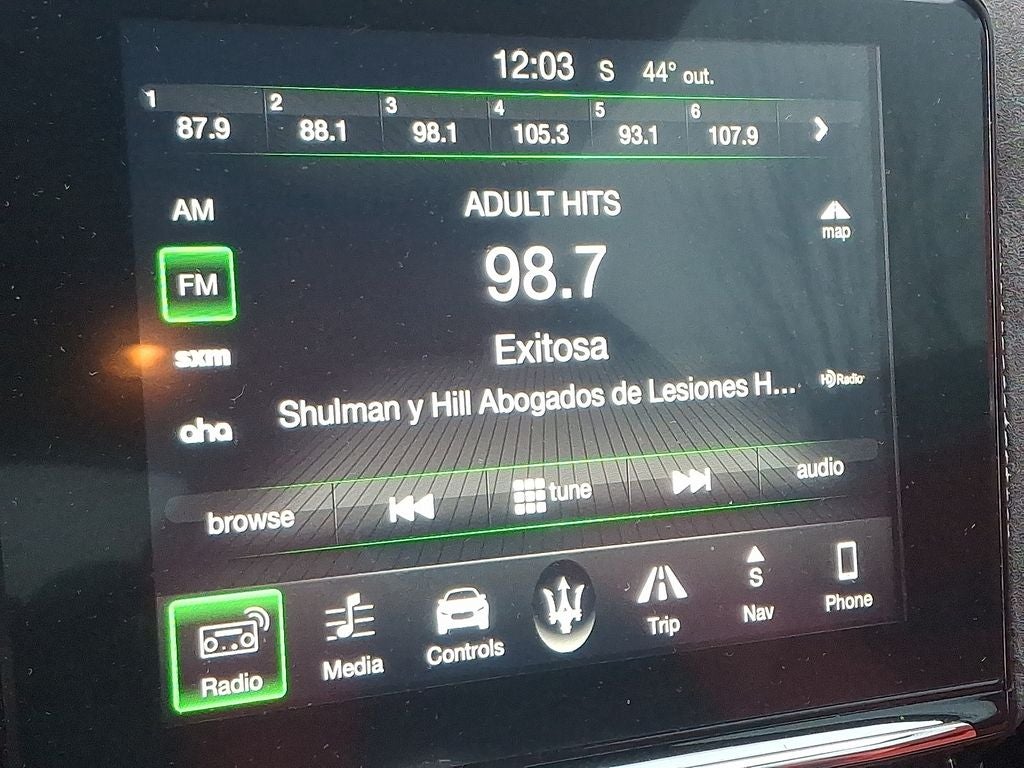 12:03 S 44° out.
1 2 3 4 5 6
87.9 88.1 98.1 105.3 93.1 107.9
AM
ADULT HITS
map
FM
98.7
sxm
Exitosa
HD Radio
aha
Shulman y Hill Abogados de Lesiones H...
browse tune audio
Radio Media Controls Trip S Nav Phone